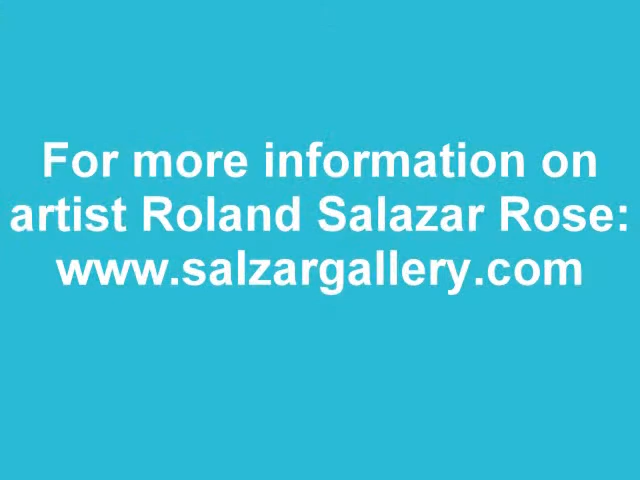 For more information on
artist Roland Salazar Rose:
www.salzargallery.com